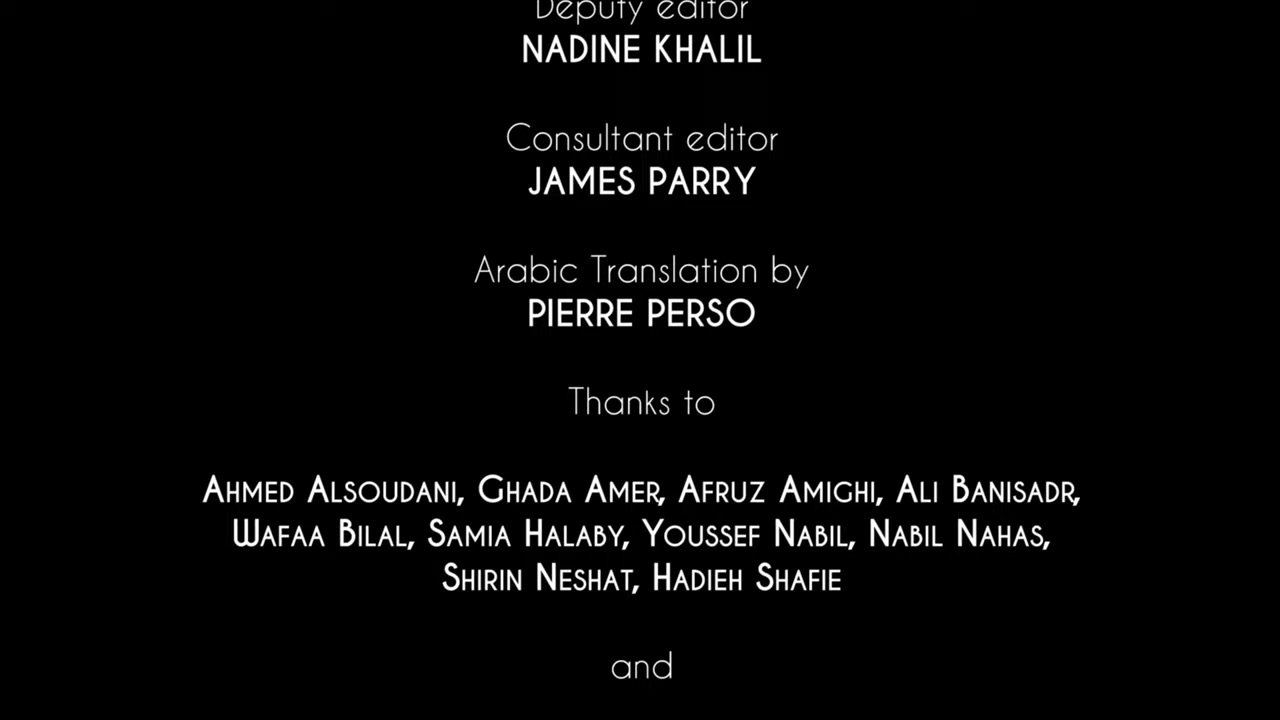 Deputy editor
NADINE KHALIL
Consultant editor
JAMES PARRY
Arabic Translation by
PIERRE PERSO
Thanks to
AHMED ALSOUDANI, GHADA AMER, AFRUZ AMIGHI, ALI BANISADR,
WAFAA BILAL, SAMIA HALABY, YOUSSEF NABIL, NABIL NAHAS,
SHIRIN NESHAT, HADIEH SHAFIE
and